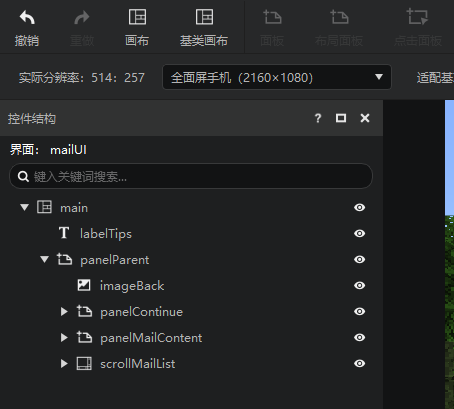 撤销 重做 画布 基类画布 面板 布局面板 点击面板
实际分辨率：514：257 全面屏手机（2160×1080） 适配基
控件结构 ?
界面： mailUI
键入关键词搜索...
main
T labelTips
panelParent
imageBack
panelContinue
panelMailContent
scrollMailList